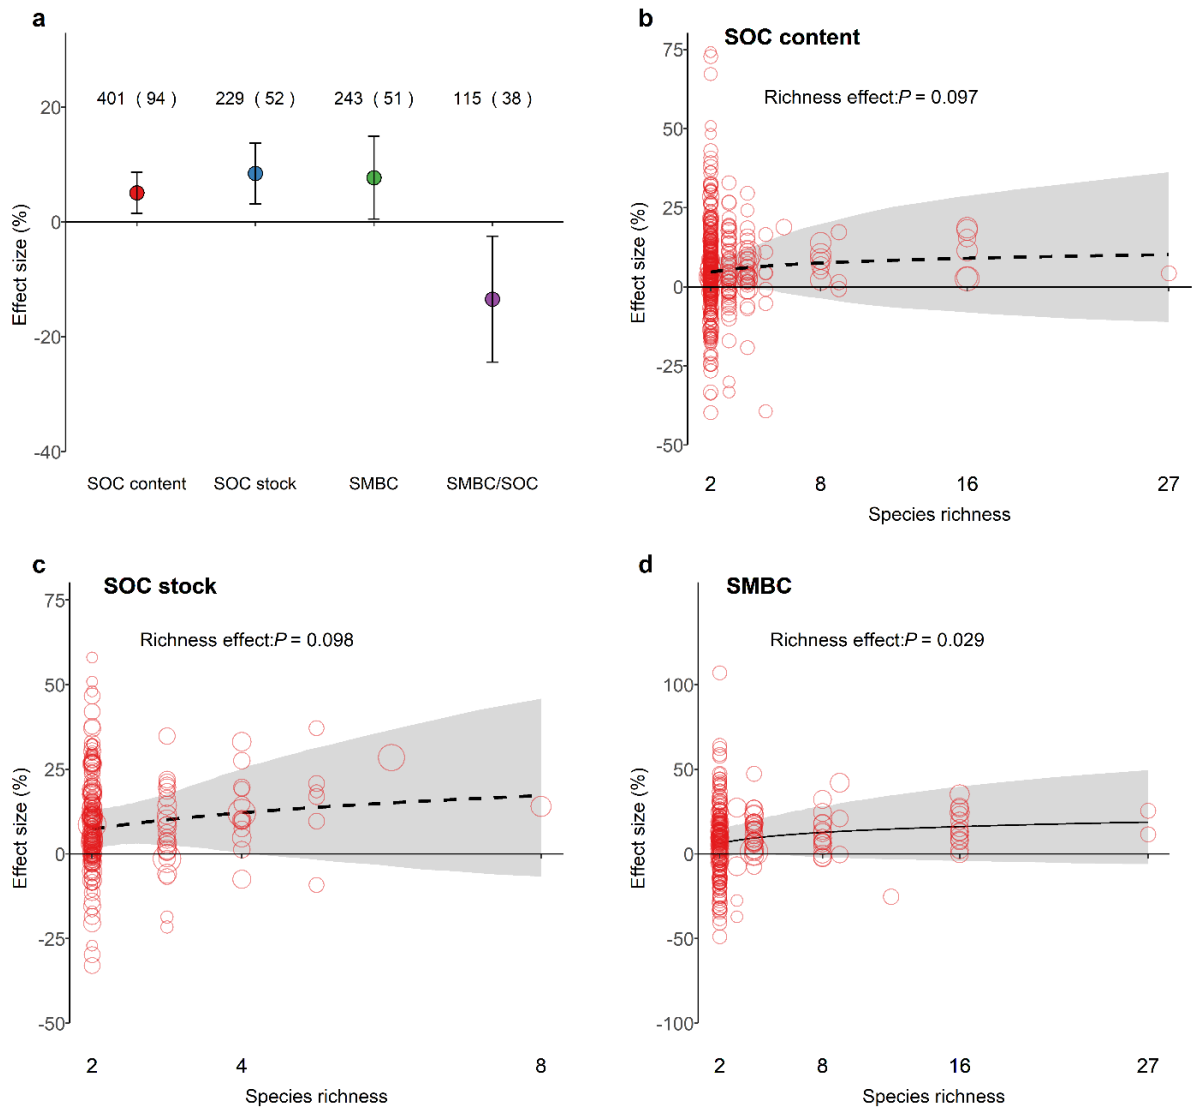 a
401 ( 94 ) 229 ( 52 ) 243 ( 51 ) 115 ( 38 )
20
0
-20
-40
Effect size (%)
SOC content SOC stock SMBC SMBC/SOC
b
SOC content
Richness effect:P = 0.097
75
50
25
0
-25
-50
Effect size (%)
2 8 16 27
Species richness
c
SOC stock
Richness effect:P = 0.098
75
50
25
0
-25
-50
Effect size (%)
2 4 8
Species richness
d
SMBC
Richness effect:P = 0.029
100
50
0
-50
-100
Effect size (%)
2 8 16 27
Species richness